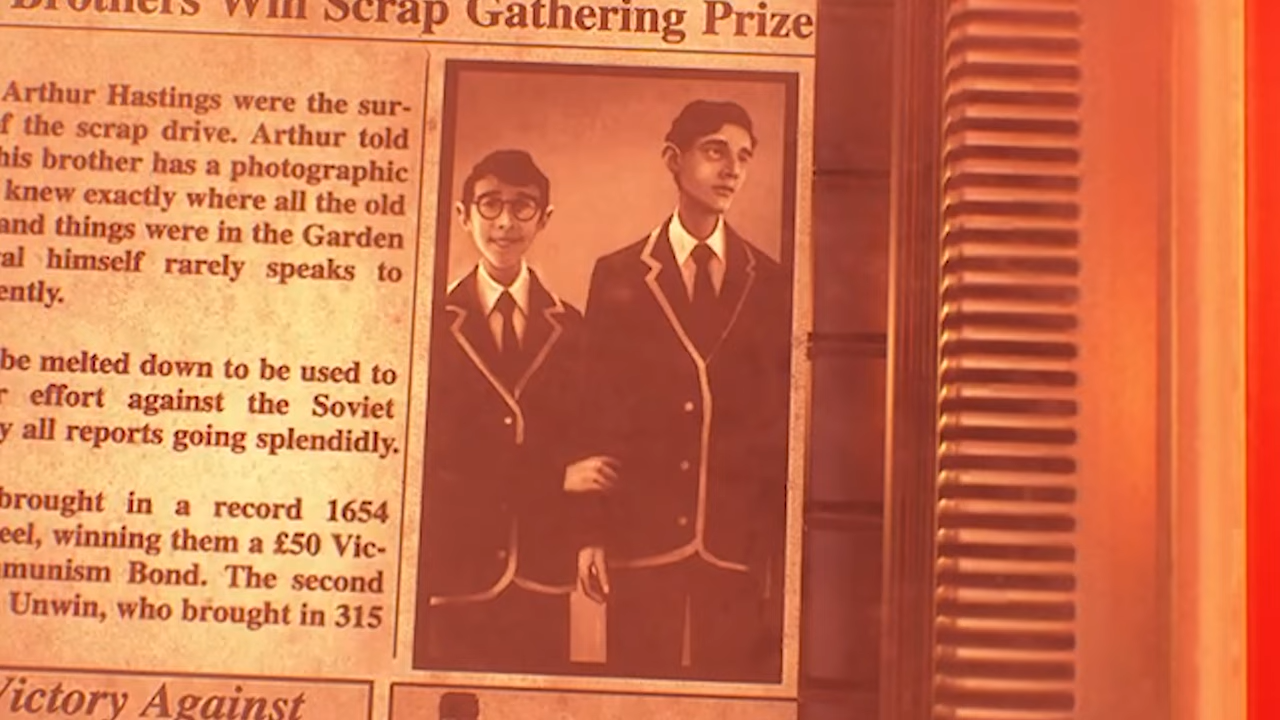 Brothers Win Scrap Gathering Prize
Arthur Hastings were the sur-
f the scrap drive. Arthur told
his brother has a photographic
knew exactly where all the old
and things were in the Garden
al himself rarely speaks to
ently.
be melted down to be used to
r effort against the Soviet
y all reports going splendidly.
brought in a record 1654
eel, winning them a £50 Vic-
munism Bond. The second
Unwin, who brought in 315
Victory Against